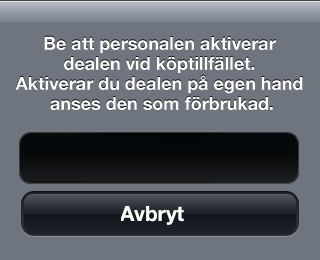 Be att personalen aktiverar
dealen vid köptillfället.
Aktiverar du dealen på egen hand
anses den som förbrukad.
Avbryt